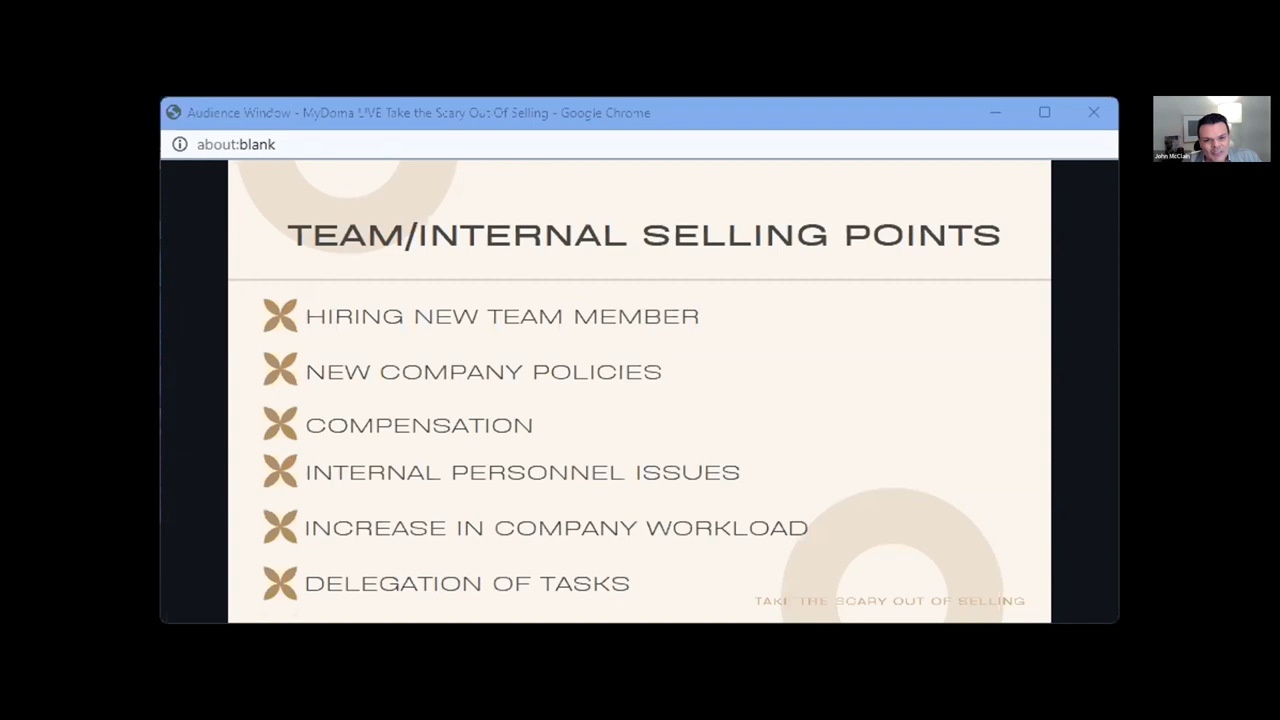 Audience Window - MyDoma LIVE Take the Scary Out Of Selling - Google Chrome
about:blank
John McClain
TEAM/INTERNAL SELLING POINTS
HIRING NEW TEAM MEMBER
NEW COMPANY POLICIES
COMPENSATION
INTERNAL PERSONNEL ISSUES
INCREASE IN COMPANY WORKLOAD
DELEGATION OF TASKS
TAKE THE SCARY OUT OF SELLING